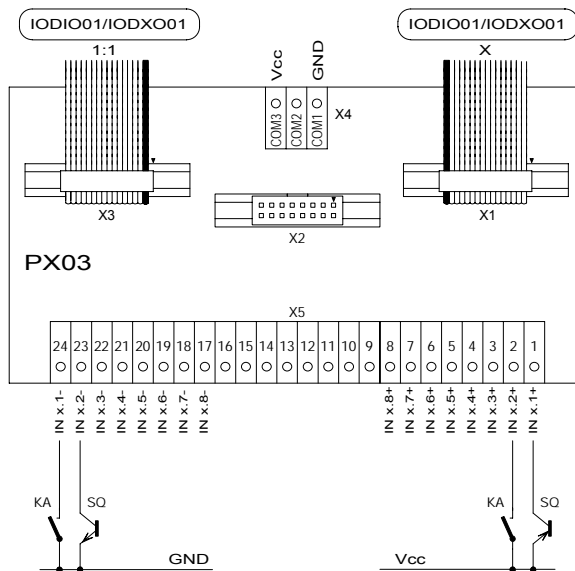 IODIO01/IODXO01 IODIO01/IODXO01
1:1 Vcc GND X
COM3 COM2 COM1 X4
X3 X2 X1
PX03
X5
24 23 22 21 20 19 18 17 16 15 14 13 12 11 10 9 8 7 6 5 4 3 2 1
IN x.1- IN x.2- IN x.3- IN x.4- IN x.5- IN x.6- IN x.7- IN x.8- IN x.8+ IN x.7+ IN x.6+ IN x.5+ IN x.4+ IN x.3+ IN x.2+ IN x.1+
KA SQ KA SQ
GND Vcc